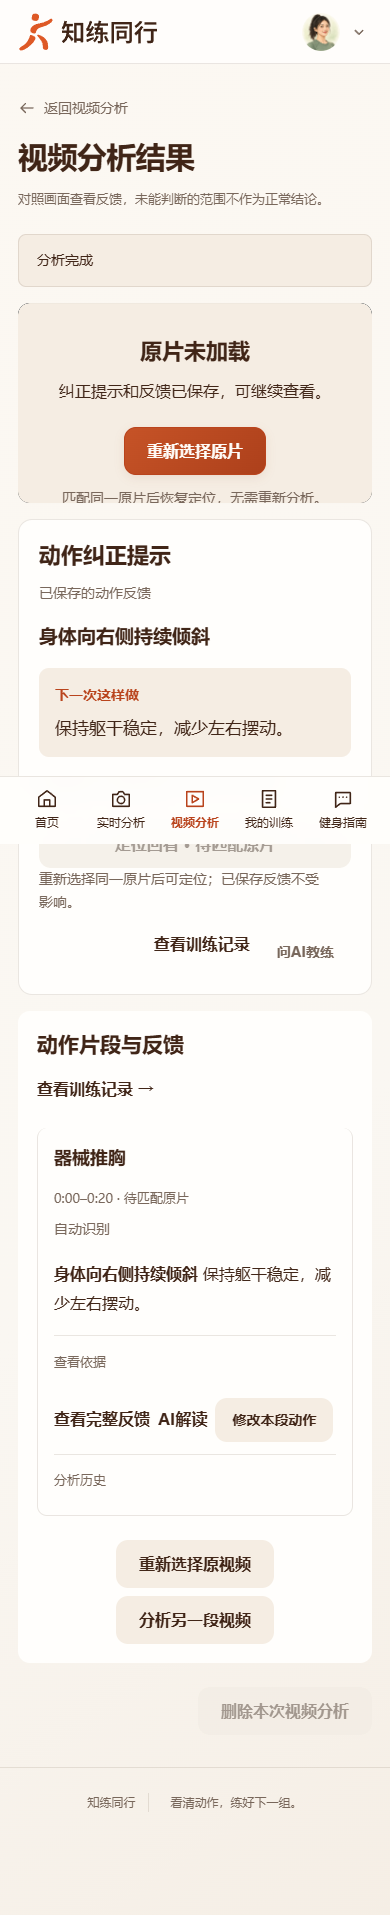 知练同行
← 返回视频分析
视频分析结果
对照画面查看反馈，未能判断的范围不作为正常结论。
分析完成
原片未加载
纠正提示和反馈已保存，可继续查看。
重新选择原片
匹配同一原片后恢复定位，无需重新分析。
动作纠正提示
已保存的动作反馈
身体向右侧持续倾斜
下一次这样做
保持躯干稳定，减少左右摆动。
首页 实时分析 视频分析 我的训练 健身指南
定位回看 · 待匹配原片
重新选择同一原片后可定位；已保存反馈不受
影响。
查看训练记录 问AI教练
动作片段与反馈
查看训练记录 →
器械推胸
0:00–0:20 · 待匹配原片
自动识别
身体向右侧持续倾斜 保持躯干稳定，减
少左右摆动。
查看依据
查看完整反馈 AI解读 修改本段动作
分析历史
重新选择原视频
分析另一段视频
删除本次视频分析
知练同行 看清动作，练好下一组。